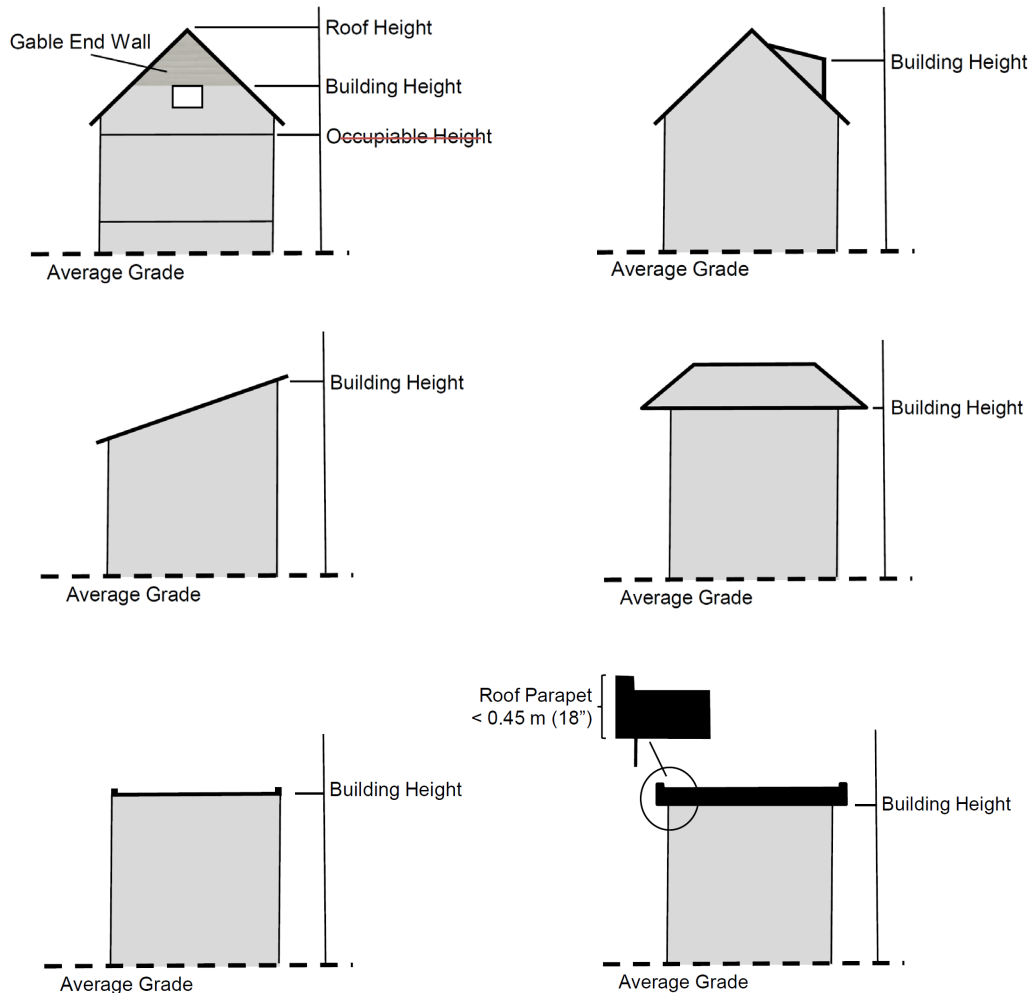 Roof Height
Gable End Wall
Building Height
Occupiable Height
Average Grade
Building Height
Average Grade
Building Height
Average Grade
Building Height
Average Grade
Roof Parapet
< 0.45 m (18”)
Building Height
Average Grade
Building Height
Average Grade